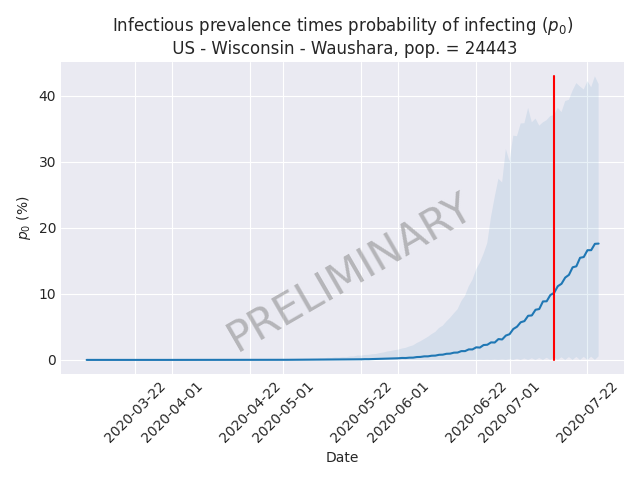 Infectious prevalence times probability of infecting (p₀)
US - Wisconsin - Waushara, pop. = 24443
40
30
20
10
0
p₀ (%)
PRELIMINARY
2020-03-22
2020-04-01
2020-04-22
2020-05-01
2020-05-22
2020-06-01
2020-06-22
2020-07-01
2020-07-22
Date